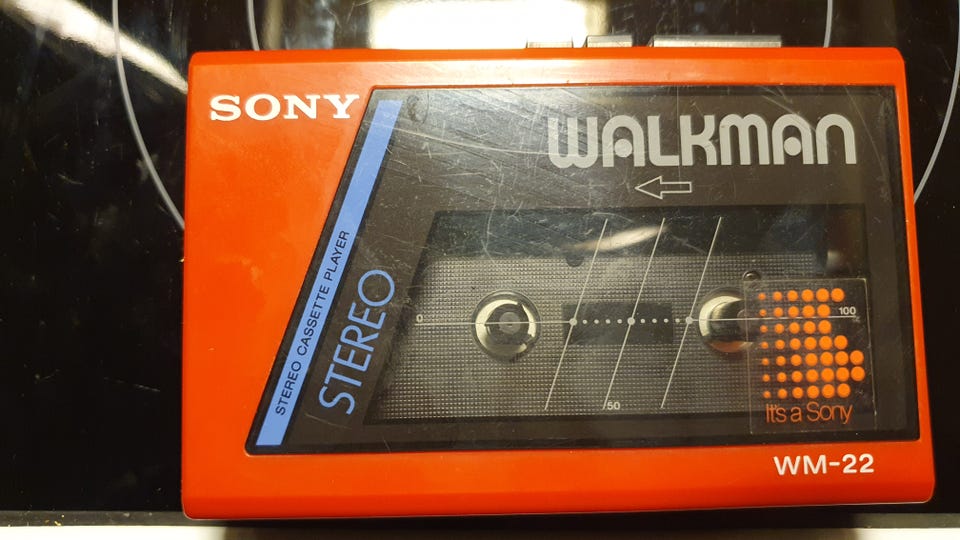 SONY
WALKMAN
STEREO CASSETTE PLAYER
STEREO
0
100
%
50
It's a Sony
WM-22